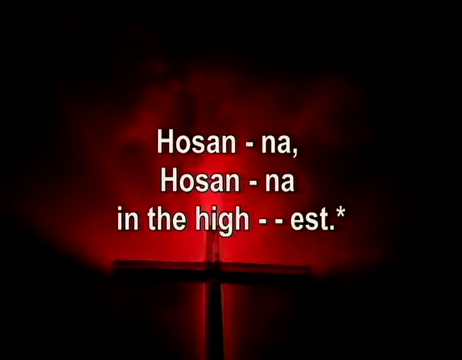 Hosan - na,
Hosan - na
in the high - - est.*